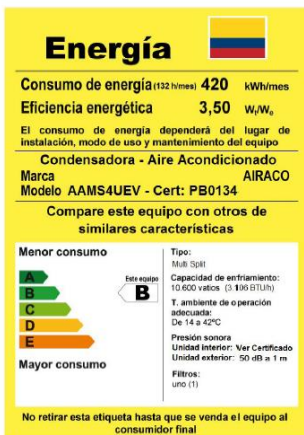 Energía
Consumo de energía (132 h/mes) 420 kWh/mes
Eficiencia energética 3,50 Wt/We
El consumo de energía dependerá del lugar de
instalación, modo de uso y mantenimiento del equipo
Condensadora - Aire Acondicionado
Marca AIRACO
Modelo AAMS4UEV - Cert: PB0134
Compare este equipo con otros de
similares características
Menor consumo
A
B
C
D
E
Mayor consumo
Este equipo
B
Tipo:
Multi Split
Capacidad de enfriamiento:
10.600 vatios (3.196 BTU/h)
T. ambiente de operación
adecuada:
De 14 a 42ºC
Presión sonora
Unidad interior: Ver Certificado
Unidad exterior: 50 dB a 1 m
Filtros:
uno (1)
No retirar esta etiqueta hasta que se venda el equipo al
consumidor final